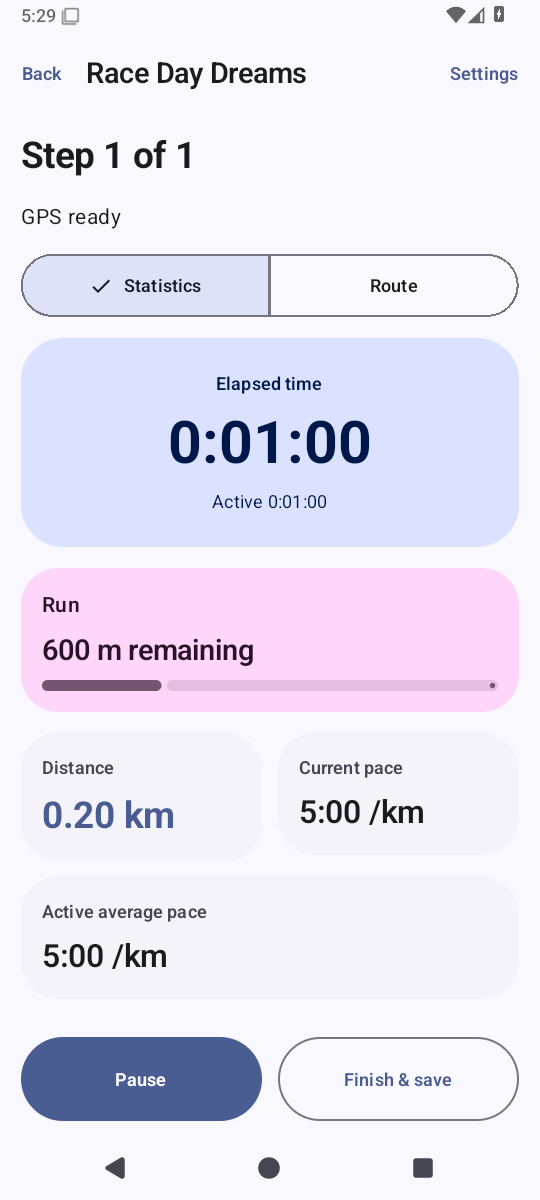 5:29
Back Race Day Dreams Settings
Step 1 of 1
GPS ready
Statistics Route
Elapsed time
0:01:00
Active 0:01:00
Run
600 m remaining
Distance Current pace
0.20 km 5:00 /km
Active average pace
5:00 /km
Pause Finish & save